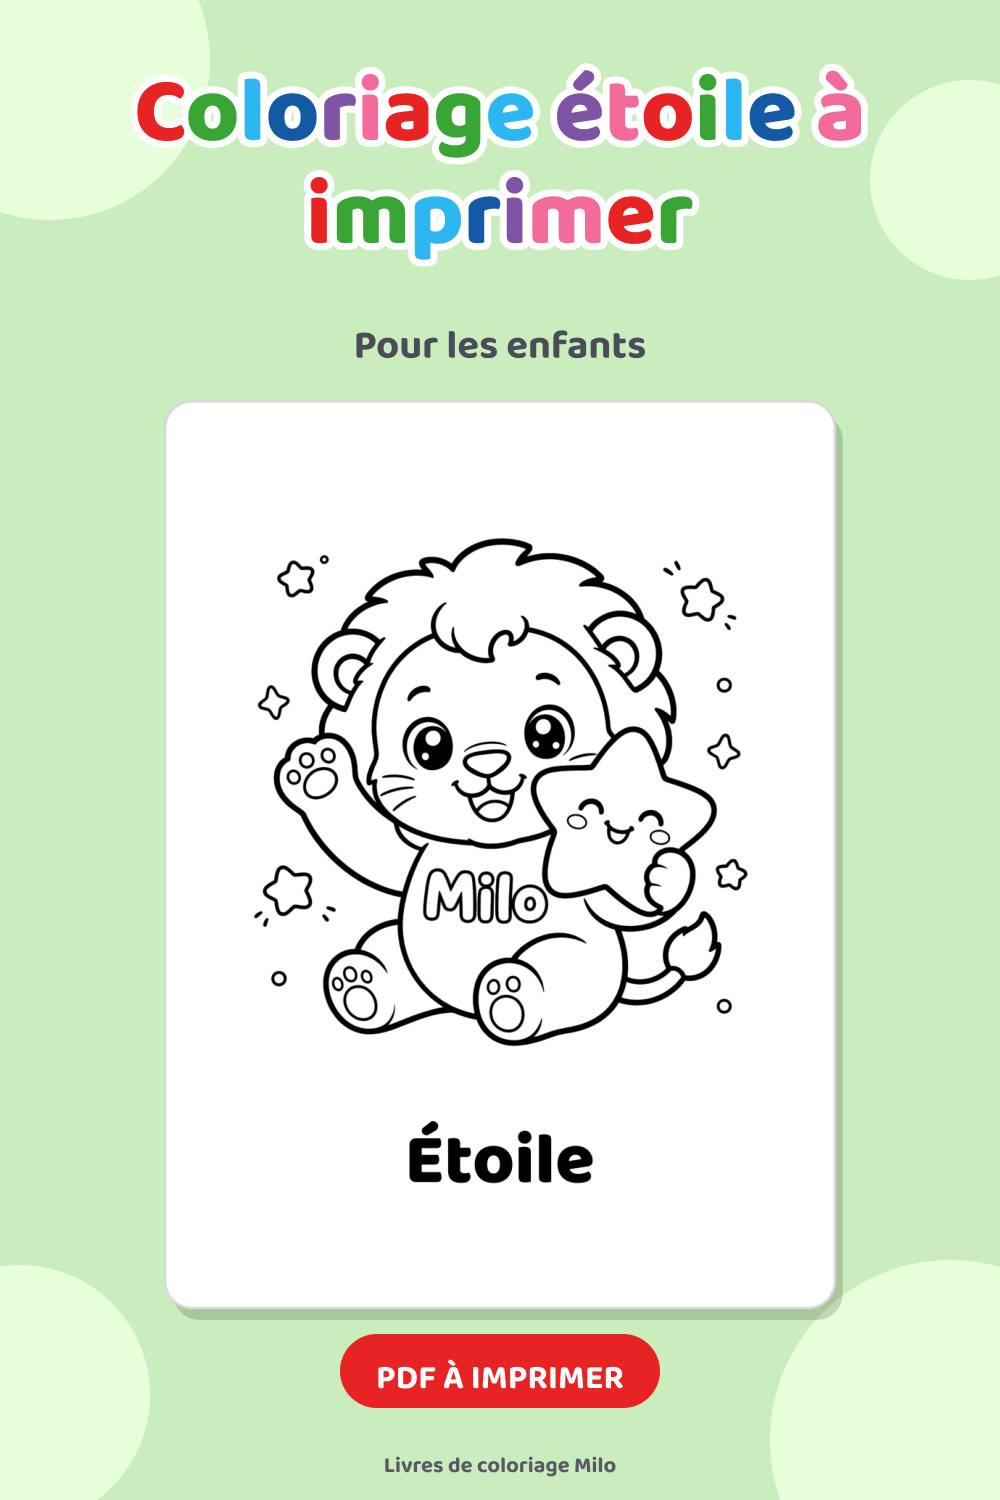 Coloriage étoile à
imprimer
Pour les enfants
Milo
Étoile
PDF À IMPRIMER
Livres de coloriage Milo